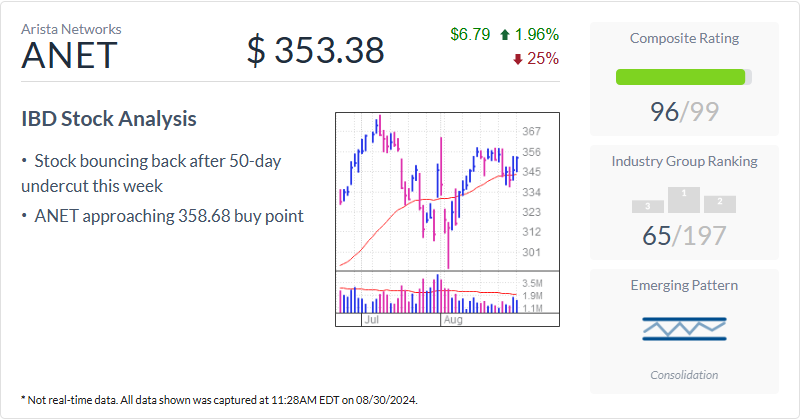 Arista Networks
ANET
$ 353.38
$6.79 1.96%
25%
IBD Stock Analysis
• Stock bouncing back after 50-day
undercut this week
• ANET approaching 358.68 buy point
367
356
345
334
323
312
301
3.5M
1.9M
1.1M
Jul Aug
Composite Rating
96/99
Industry Group Ranking
3 1 2
65/197
Emerging Pattern
Consolidation
* Not real-time data. All data shown was captured at 11:28AM EDT on 08/30/2024.